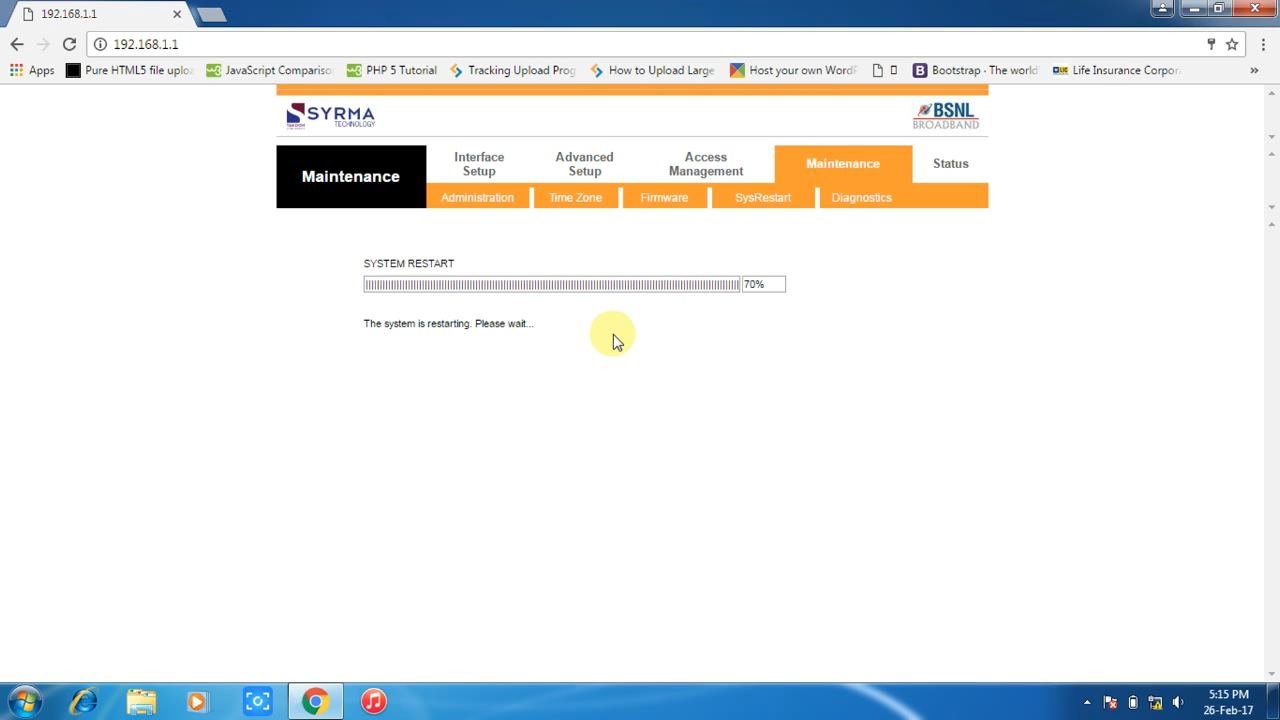 192.168.1.1
192.168.1.1
Apps
Pure HTML5 file uploa
JavaScript Compariso
PHP 5 Tutorial
Tracking Upload Prog
How to Upload Large
Host your own WordP
Bootstrap · The world'
Life Insurance Corpor
»
SYRMA
TECHNOLOGY
BSNL
BROADBAND
Maintenance
Interface
Setup
Advanced
Setup
Access
Management
Maintenance
Status
Administration
Time Zone
Firmware
SysRestart
Diagnostics
SYSTEM RESTART
70%
The system is restarting. Please wait...
5:15 PM
26-Feb-17